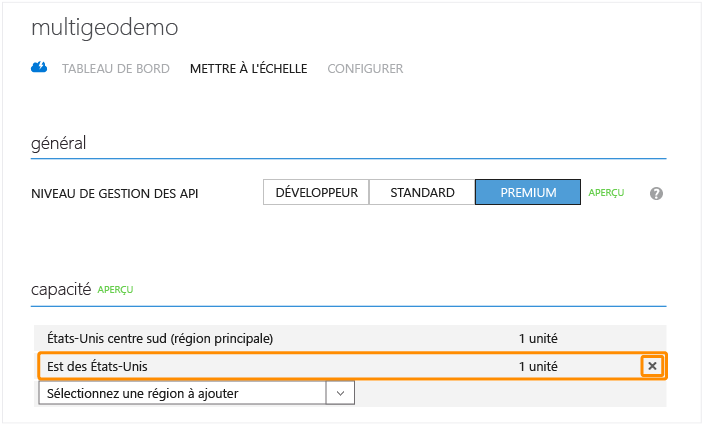 multigeodemo
TABLEAU DE BORD METTRE À L'ÉCHELLE CONFIGURER
général
NIVEAU DE GESTION DES API DÉVELOPPEUR STANDARD PREMIUM APERÇU ?
capacité APERÇU
États-Unis centre sud (région principale) 1 unité
Est des États-Unis 1 unité
Sélectionnez une région à ajouter